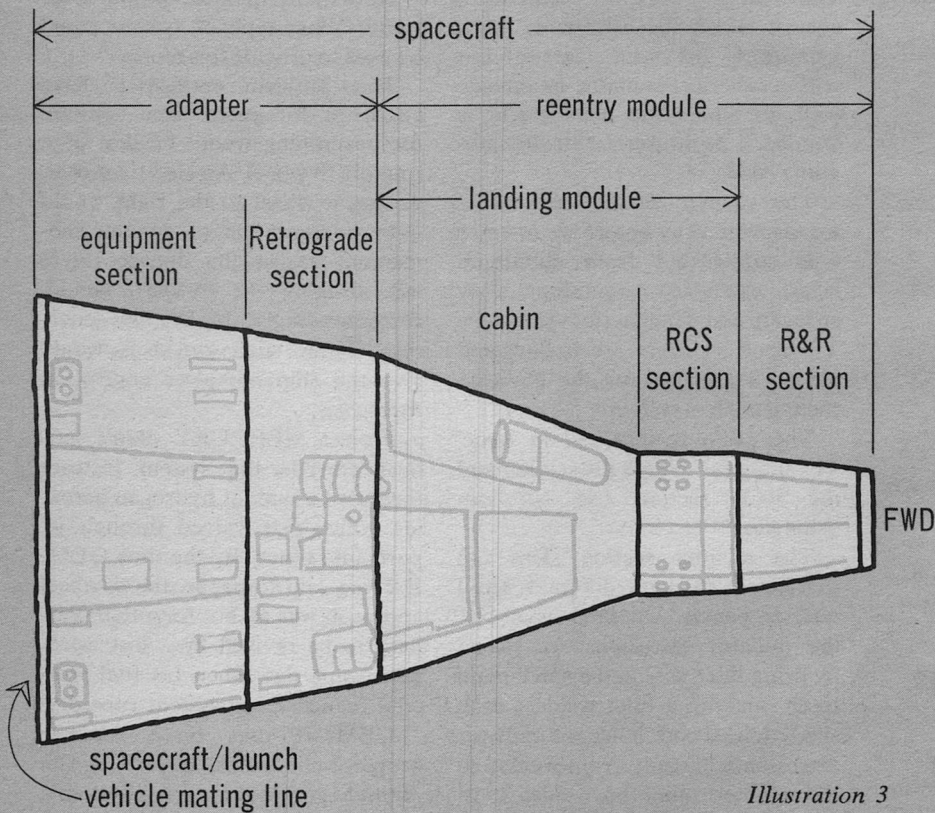 spacecraft
adapter
reentry module
landing module
equipment
section
Retrograde
section
cabin
RCS
section
R&R
section
FWD
spacecraft/launch
vehicle mating line
Illustration 3